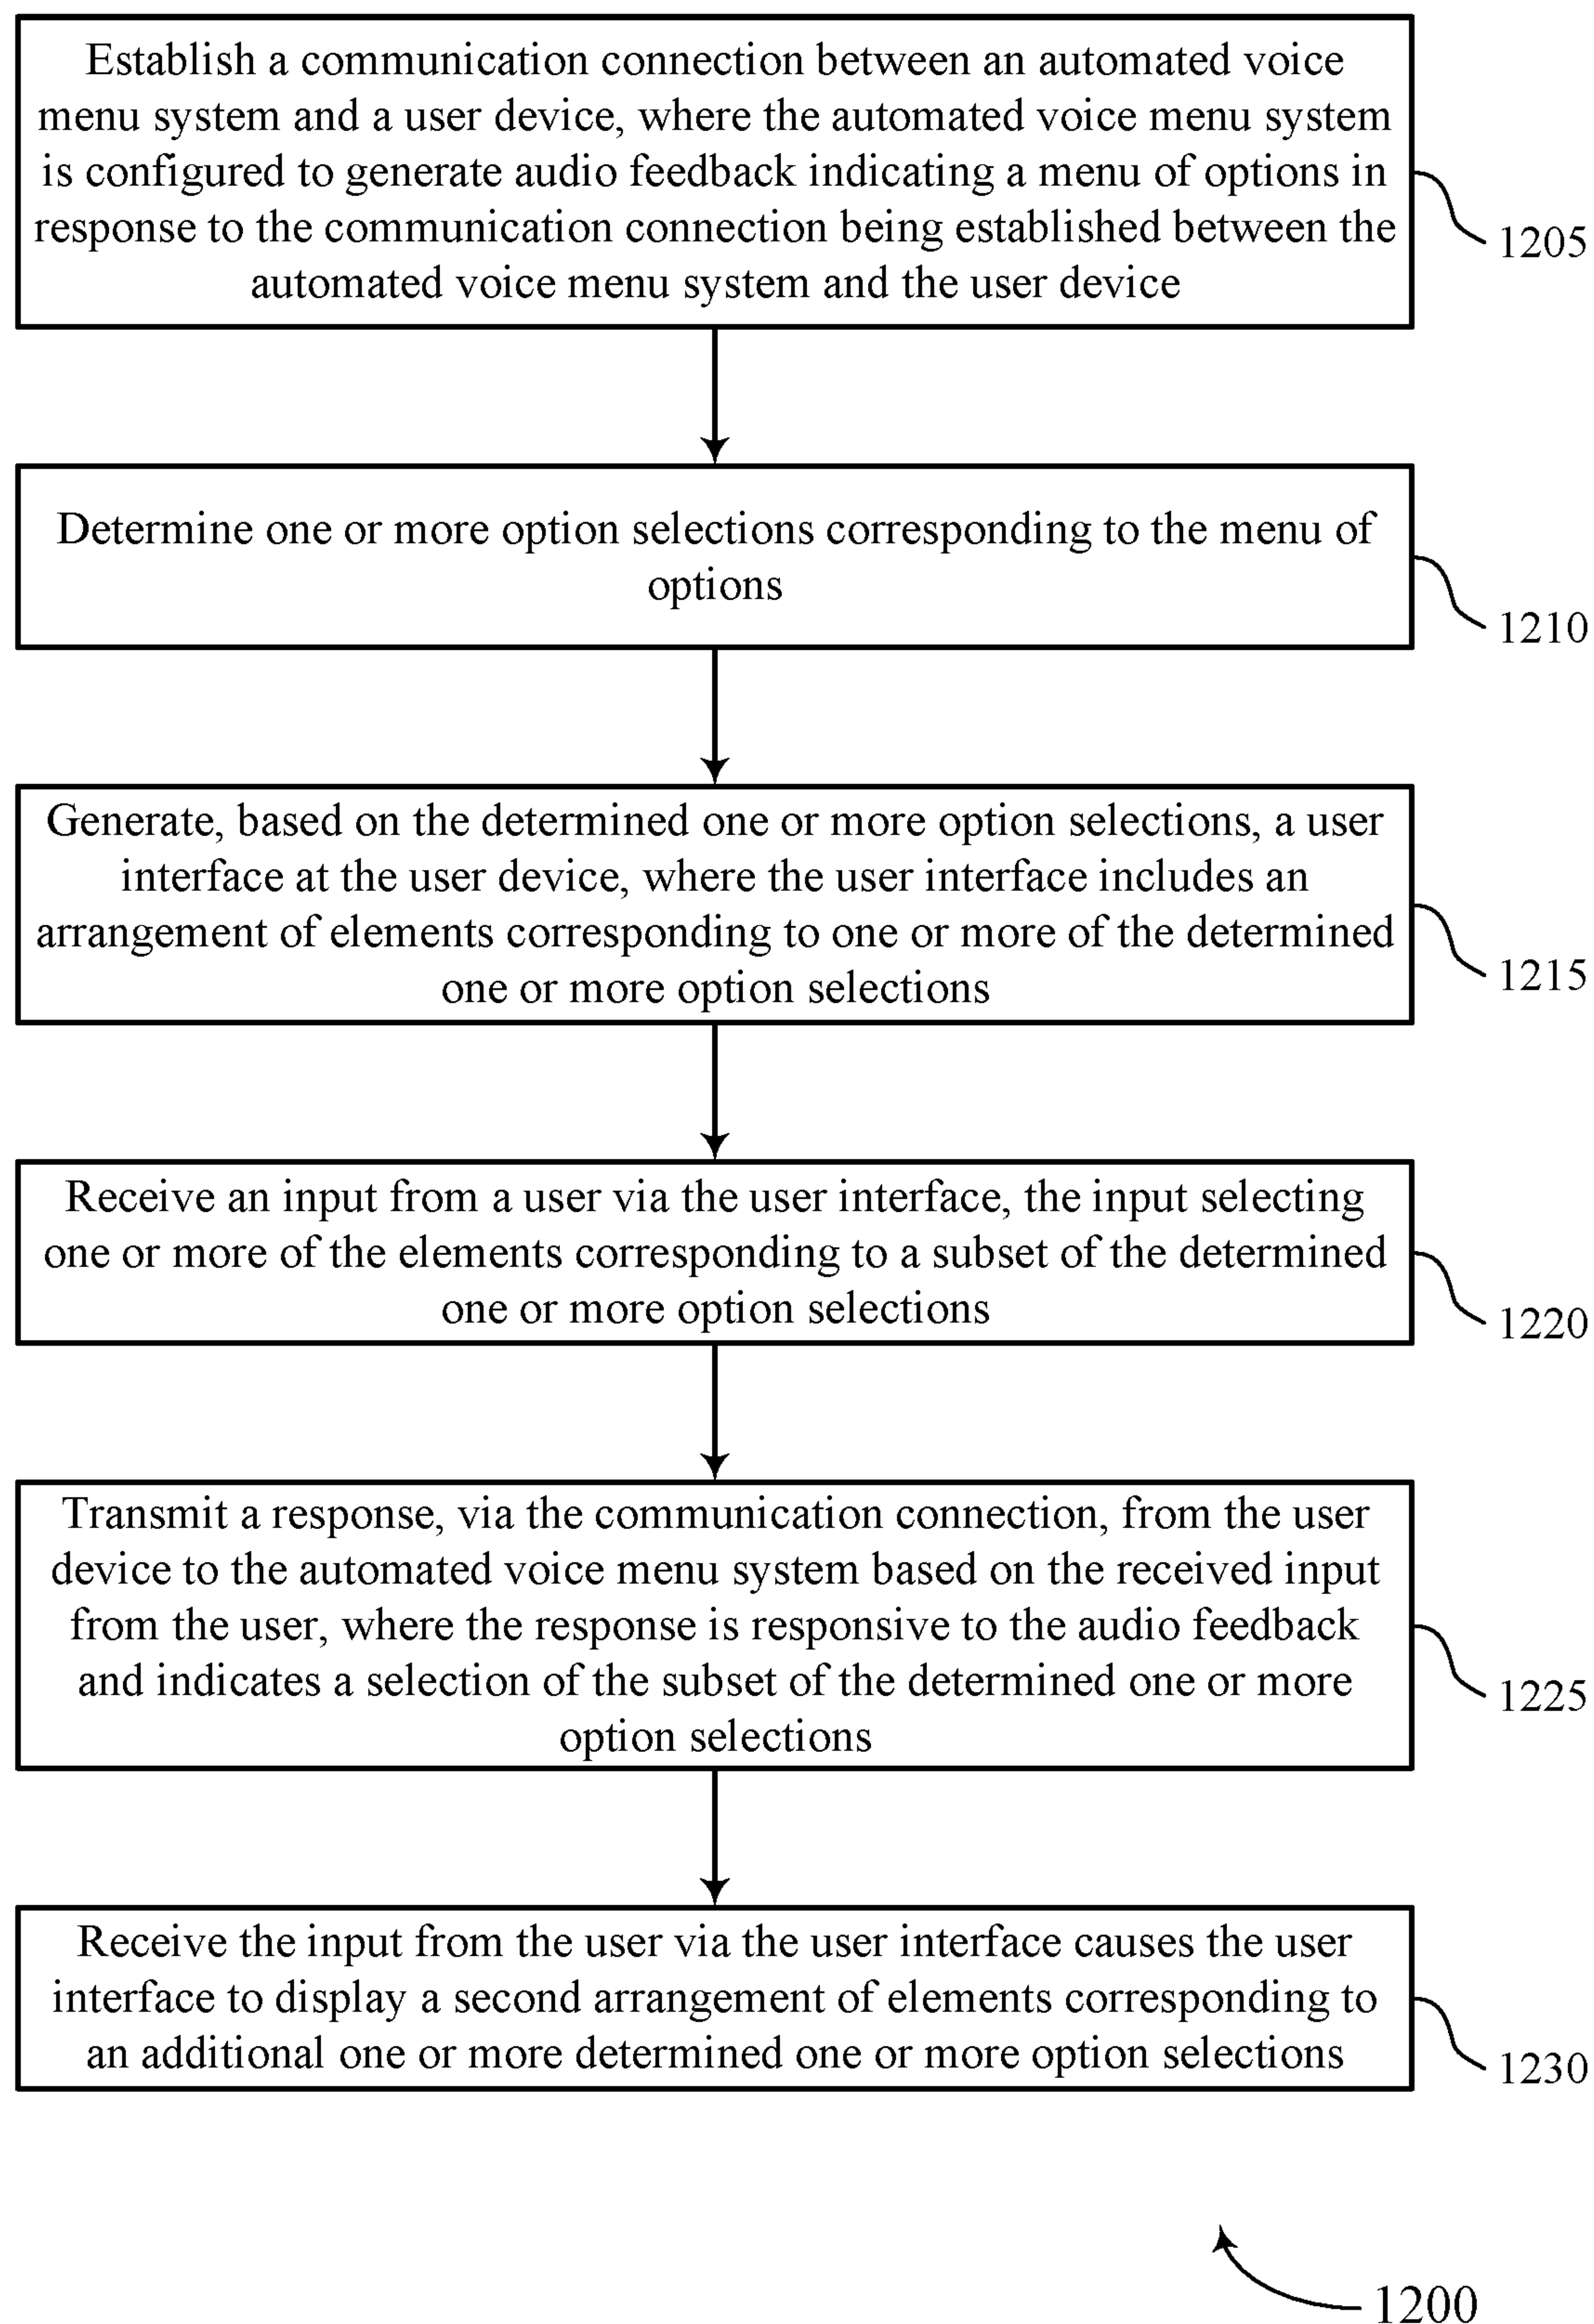 Establish a communication connection between an automated voice
menu system and a user device, where the automated voice menu system
is configured to generate audio feedback indicating a menu of options in
response to the communication connection being established between the
automated voice menu system and the user device
1205
Determine one or more option selections corresponding to the menu of
options
1210
Generate, based on the determined one or more option selections, a user
interface at the user device, where the user interface includes an
arrangement of elements corresponding to one or more of the determined
one or more option selections
1215
Receive an input from a user via the user interface, the input selecting
one or more of the elements corresponding to a subset of the determined
one or more option selections
1220
Transmit a response, via the communication connection, from the user
device to the automated voice menu system based on the received input
from the user, where the response is responsive to the audio feedback
and indicates a selection of the subset of the determined one or more
option selections
1225
Receive the input from the user via the user interface causes the user
interface to display a second arrangement of elements corresponding to
an additional one or more determined one or more option selections
1230
1200